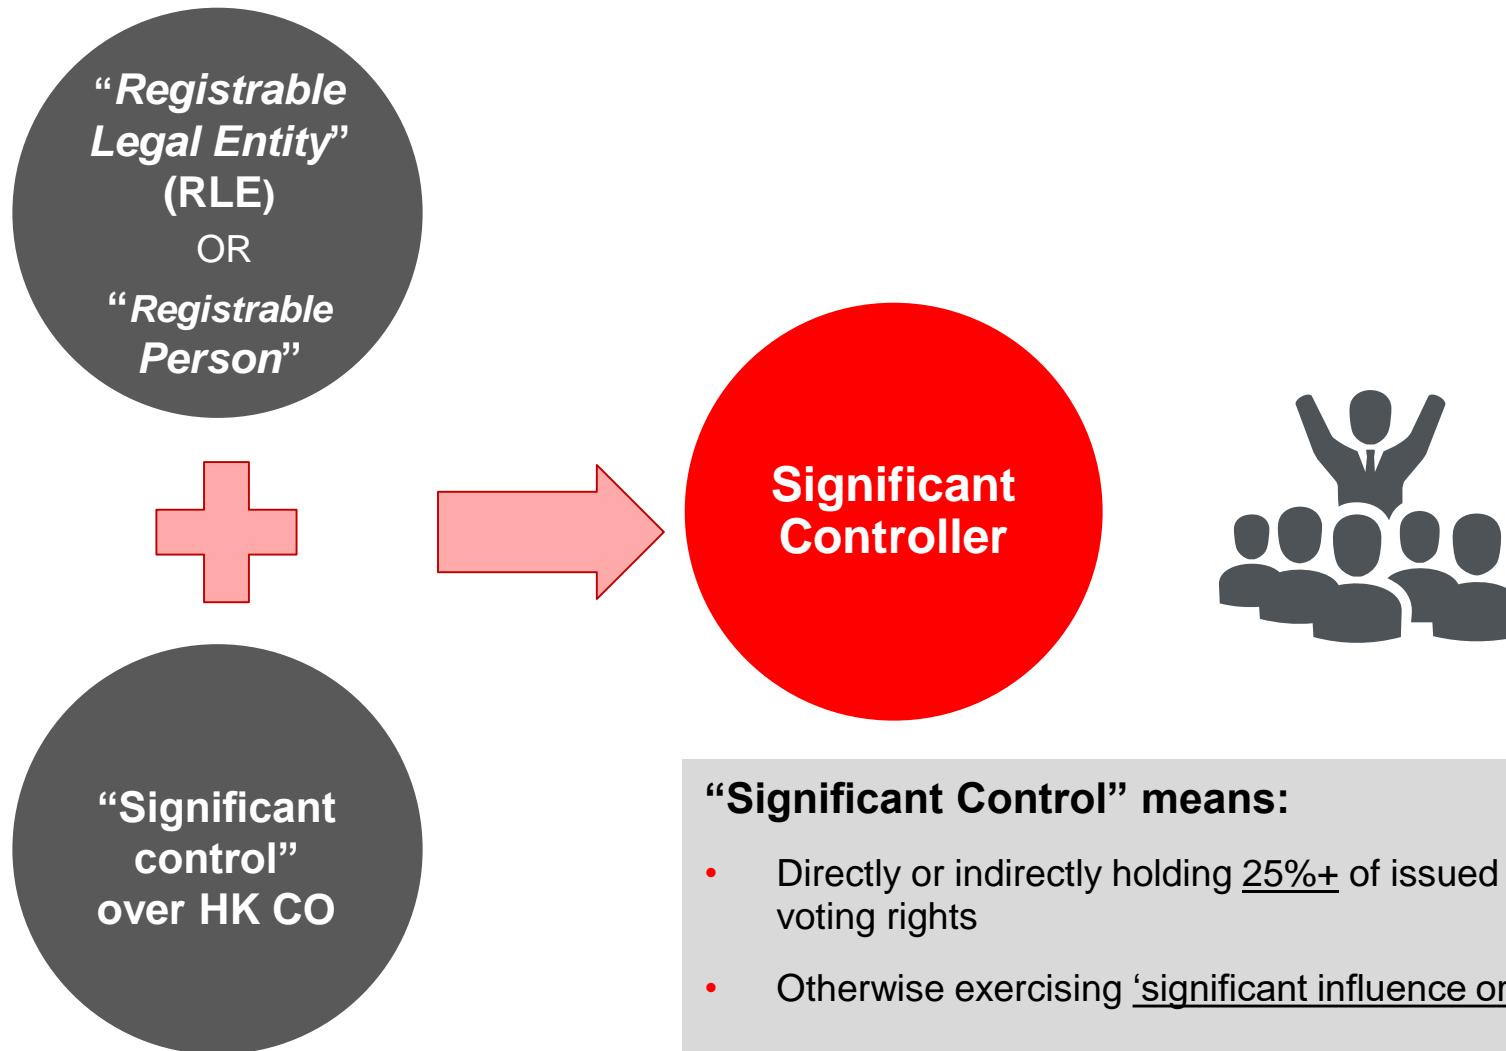 “Registrable
Legal Entity”
(RLE)
OR
“Registrable
Person”
“Significant
control”
over HK CO
Significant
Controller
“Significant Control” means:
• Directly or indirectly holding 25%+ of issued
voting rights
• Otherwise exercising ‘significant influence or